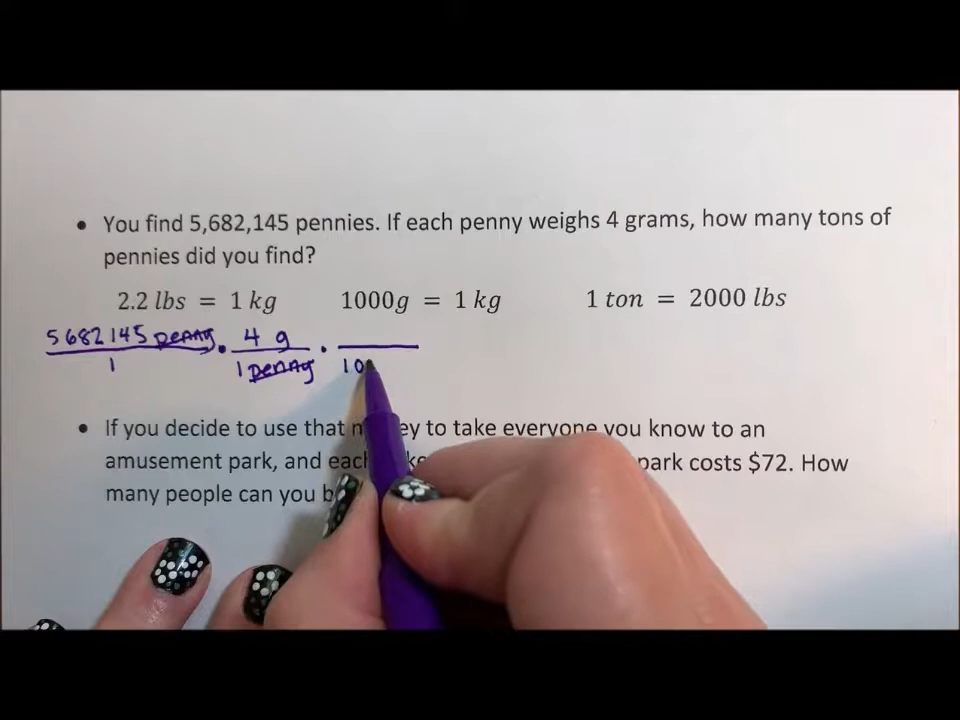 • You find 5,682,145 pennies. If each penny weighs 4 grams, how many tons of
pennies did you find?
2.2 lbs = 1 kg 1000g = 1 kg 1 ton = 2000 lbs
5682145 penny . 4 g .
1 1 penny 10
• If you decide to use that to take everyone you know to an
amusement park, and park costs $72. How
many people can you